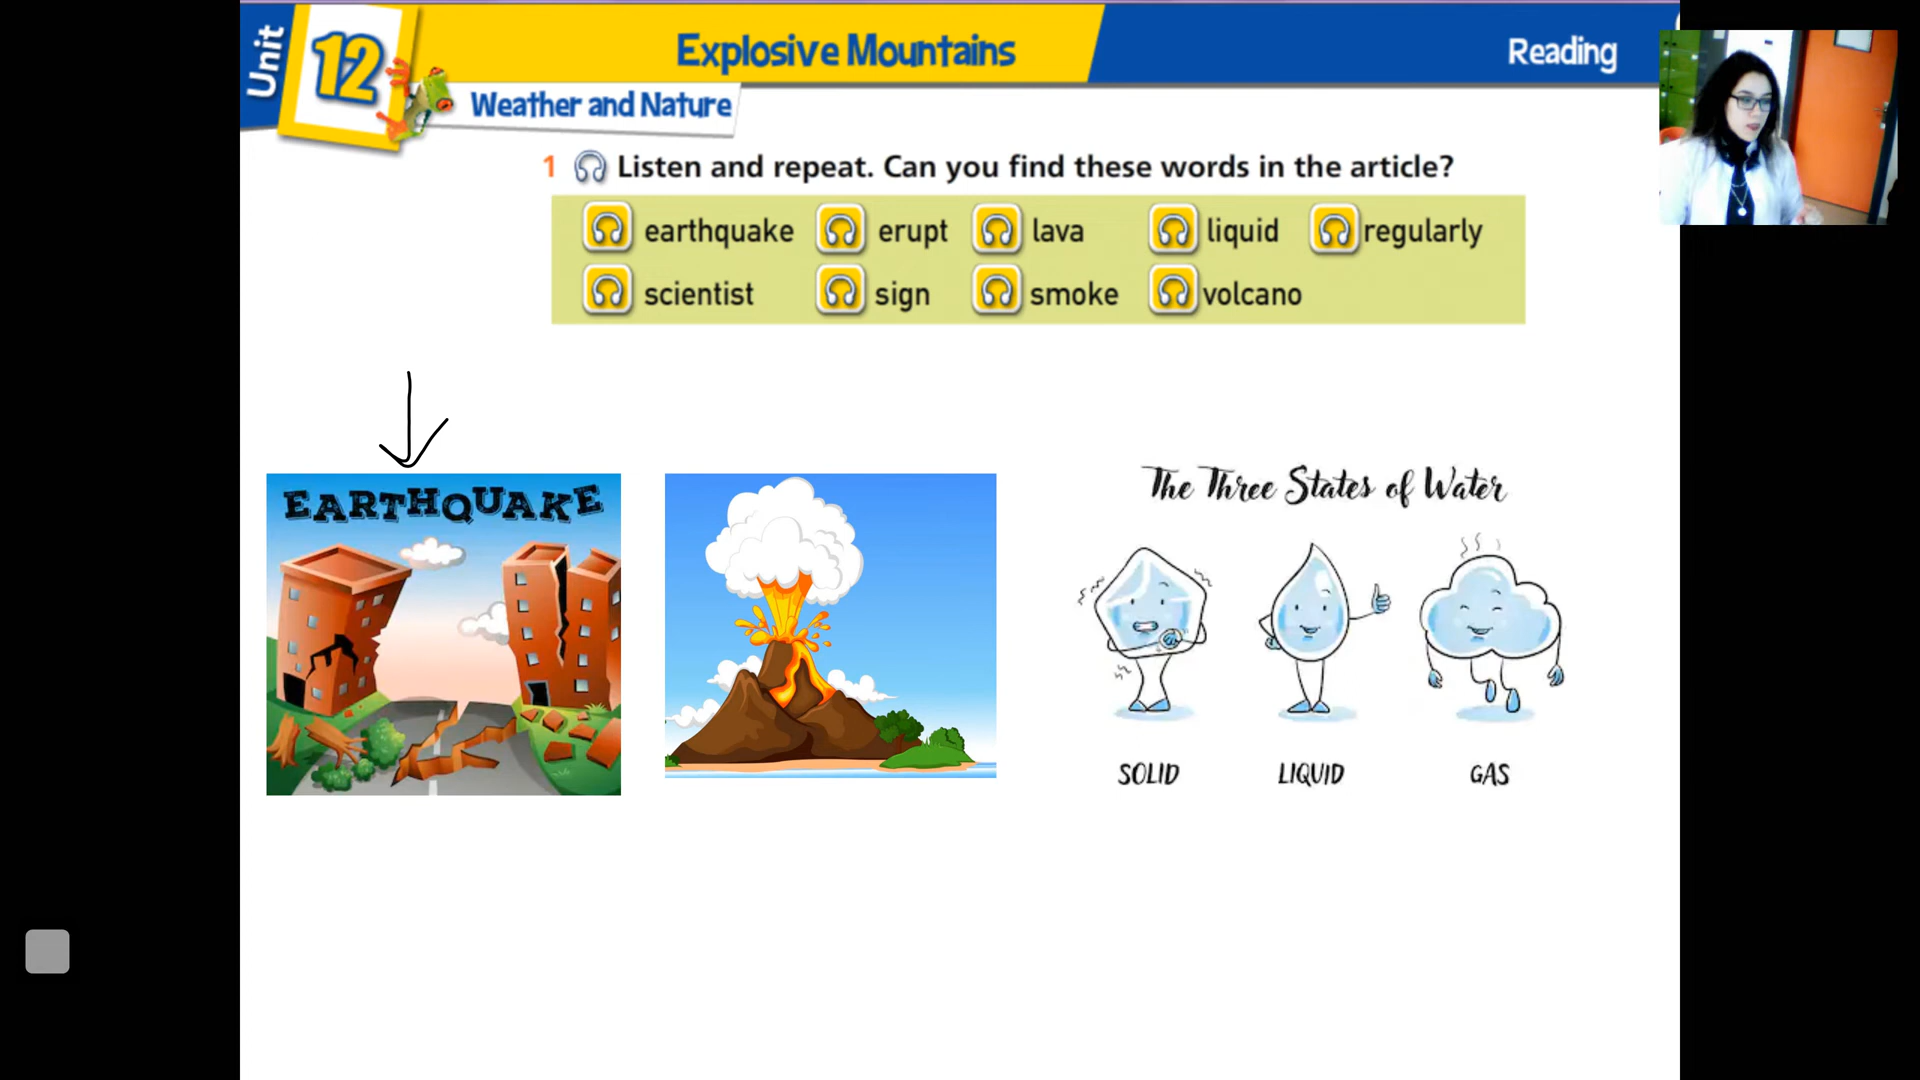 Unit
12
Explosive Mountains
Reading
Weather and Nature
1 Listen and repeat. Can you find these words in the article?
earthquake erupt lava liquid regularly
scientist sign smoke volcano
EARTHQUAKE
The Three States of Water
SOLID LIQUID GAS